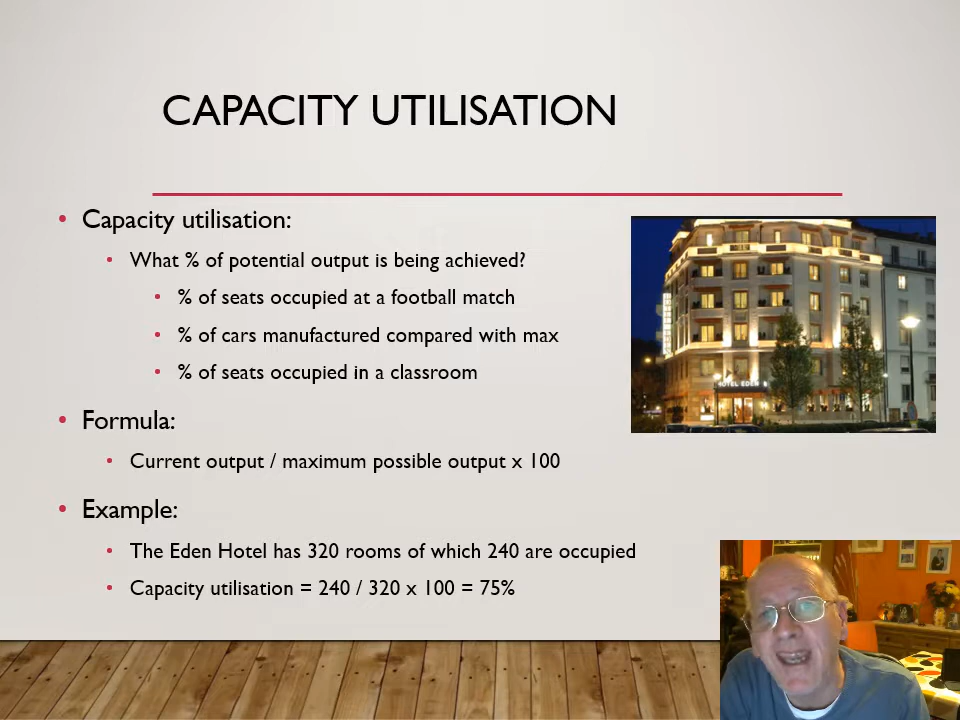 CAPACITY UTILISATION
• Capacity utilisation:
• What % of potential output is being achieved?
• % of seats occupied at a football match
• % of cars manufactured compared with max
• % of seats occupied in a classroom
• Formula:
• Current output / maximum possible output x 100
• Example:
• The Eden Hotel has 320 rooms of which 240 are occupied
• Capacity utilisation = 240 / 320 x 100 = 75%
HOTEL EDEN